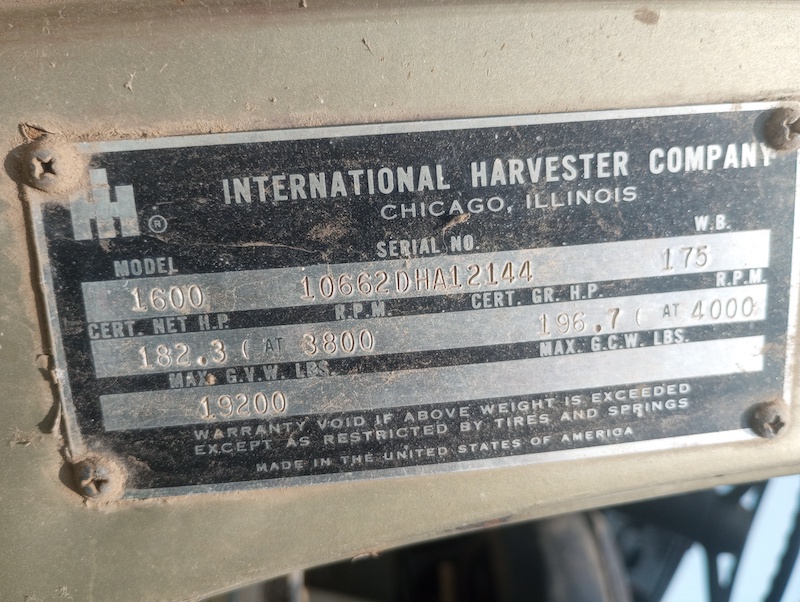 IH ®
INTERNATIONAL HARVESTER COMPANY
CHICAGO, ILLINOIS
MODEL SERIAL NO. W.B.
1600 10662DHA12144 175
CERT. NET H.P. R.P.M. CERT. GR. H.P. R.P.M.
182.3 ( AT 3800 196.7 ( AT 4000
MAX. G.V.W. LBS. MAX. G.C.W. LBS.
19200
WARRANTY VOID IF ABOVE WEIGHT IS EXCEEDED
EXCEPT AS RESTRICTED BY TIRES AND SPRINGS
MADE IN THE UNITED STATES OF AMERICA